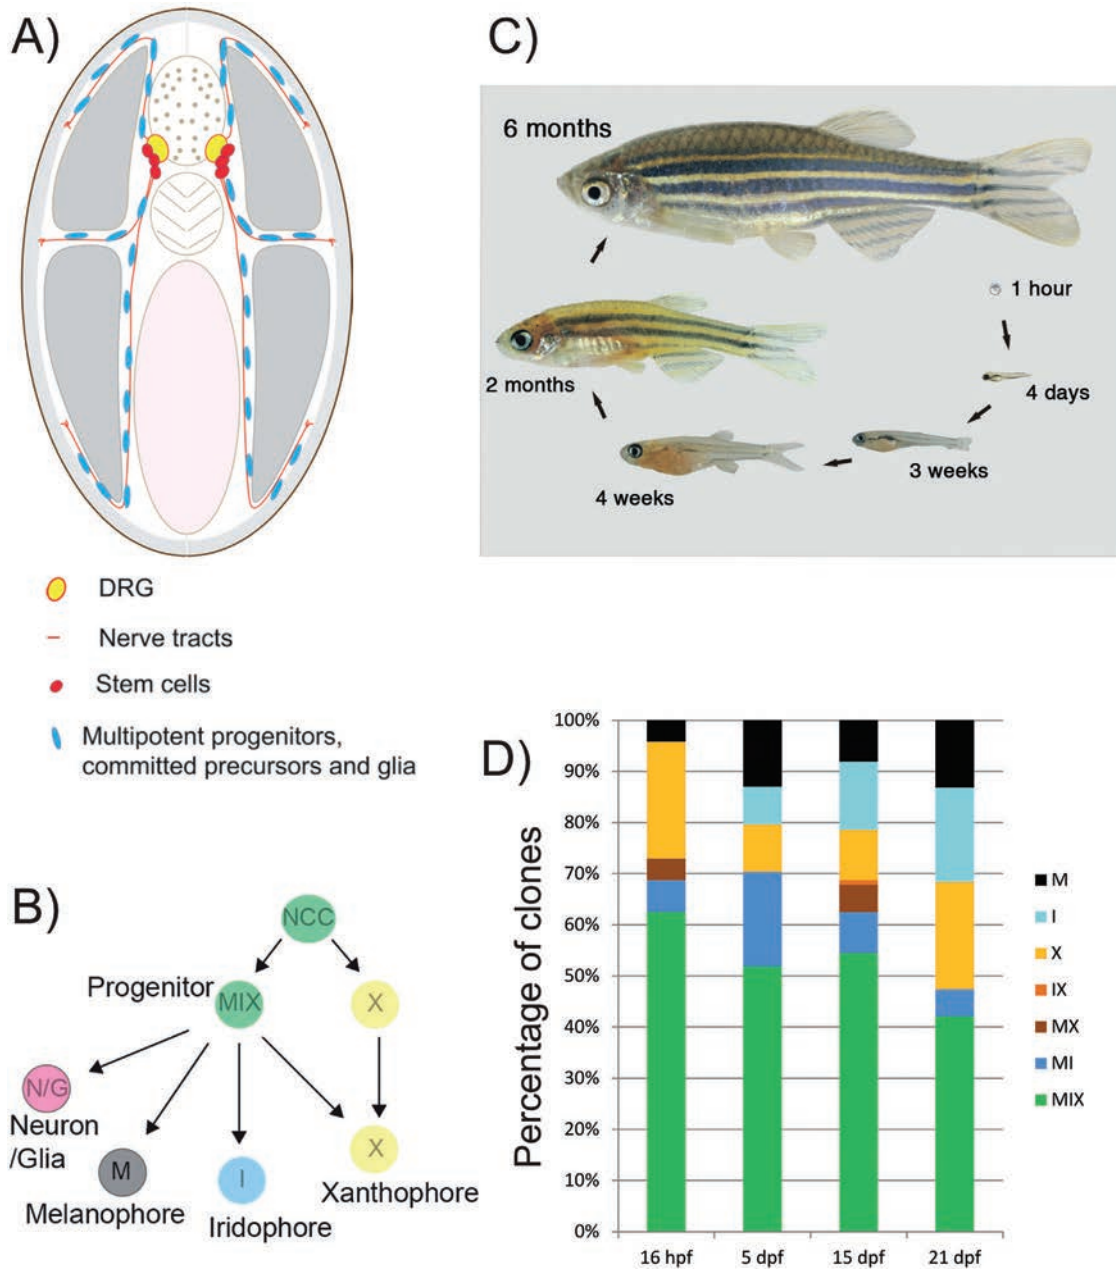 A)
DRG
Nerve tracts
Stem cells
Multipotent progenitors,
committed precursors and glia
B)
NCC
Progenitor
MIX
X
N/G
Neuron
/Glia
M
Melanophore
I
Iridophore
X
Xanthophore
C)
6 months
1 hour
4 days
3 weeks
4 weeks
2 months
D)
Percentage of clones
100%
90%
80%
70%
60%
50%
40%
30%
20%
10%
0%
16 hpf
5 dpf
15 dpf
21 dpf
M
I
X
IX
MX
MI
MIX